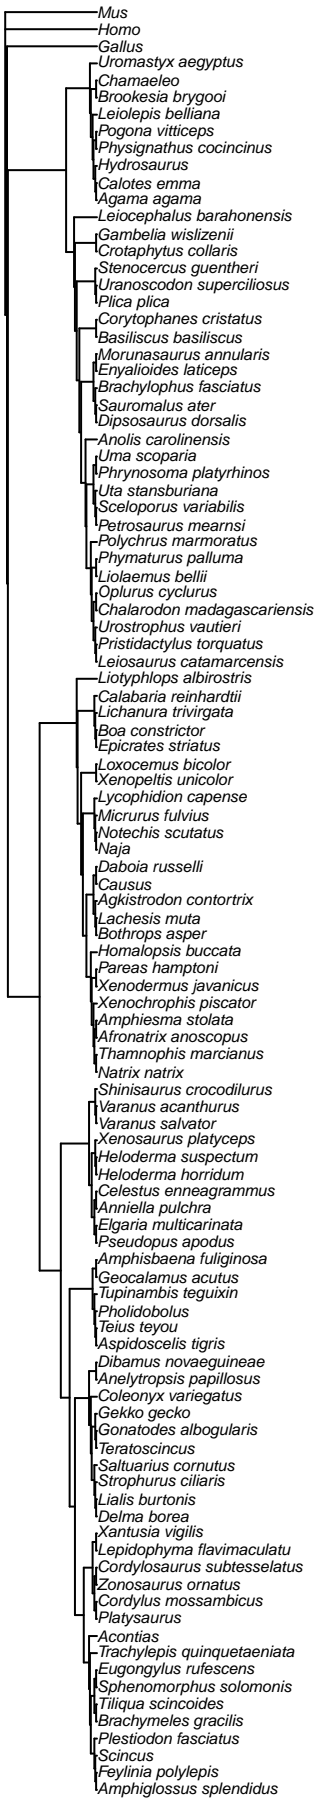 Mus
Homo
Gallus
Uromastyx aegyptus
Chamaeleo
Brookesia brygooi
Leiolepis belliana
Pogona vitticeps
Physignathus cocincinus
Hydrosaurus
Calotes emma
Agama agama
Leiocephalus barahonensis
Gambelia wislizenii
Crotaphytus collaris
Stenocercus guentheri
Uranoscodon superciliosus
Plica plica
Corytophanes cristatus
Basiliscus basiliscus
Morunasaurus annularis
Enyalioides laticeps
Brachylophus fasciatus
Sauromalus ater
Dipsosaurus dorsalis
Anolis carolinensis
Uma scoparia
Phrynosoma platyrhinos
Uta stansburiana
Sceloporus variabilis
Petrosaurus mearnsi
Polychrus marmoratus
Phymaturus palluma
Liolaemus bellii
Oplurus cyclurus
Chalarodon madagascariensis
Urostrophus vautieri
Pristidactylus torquatus
Leiosaurus catamarcensis
Liotyphlops albirostris
Calabaria reinhardtii
Lichanura trivirgata
Boa constrictor
Epicrates striatus
Loxocemus bicolor
Xenopeltis unicolor
Lycophidion capense
Micrurus fulvius
Notechis scutatus
Naja
Daboia russelli
Causus
Agkistrodon contortrix
Lachesis muta
Bothrops asper
Homalopsis buccata
Pareas hamptoni
Xenodermus javanicus
Xenochrophis piscator
Amphiesma stolata
Afronatrix anoscopus
Thamnophis marcianus
Natrix natrix
Shinisaurus crocodilurus
Varanus acanthurus
Varanus salvator
Xenosaurus platyceps
Heloderma suspectum
Heloderma horridum
Celestus enneagrammus
Anniella pulchra
Elgaria multicarinata
Pseudopus apodus
Amphisbaena fuliginosa
Geocalamus acutus
Tupinambis teguixin
Pholidobolus
Teius teyou
Aspidoscelis tigris
Dibamus novaeguineae
Anelytropsis papillosus
Coleonyx variegatus
Gekko gecko
Gonatodes albogularis
Teratoscincus
Saltuarius cornutus
Strophurus ciliaris
Lialis burtonis
Delma borea
Xantusia vigilis
Lepidophyma flavimaculatu
Cordylosaurus subtesselatus
Zonosaurus ornatus
Cordylus mossambicus
Platysaurus
Acontias
Trachylepis quinquetaeniata
Eugongylus rufescens
Sphenomorphus solomonis
Tiliqua scincoides
Brachymeles gracilis
Plestiodon fasciatus
Scincus
Feylinia polylepis
Amphiglossus splendidus